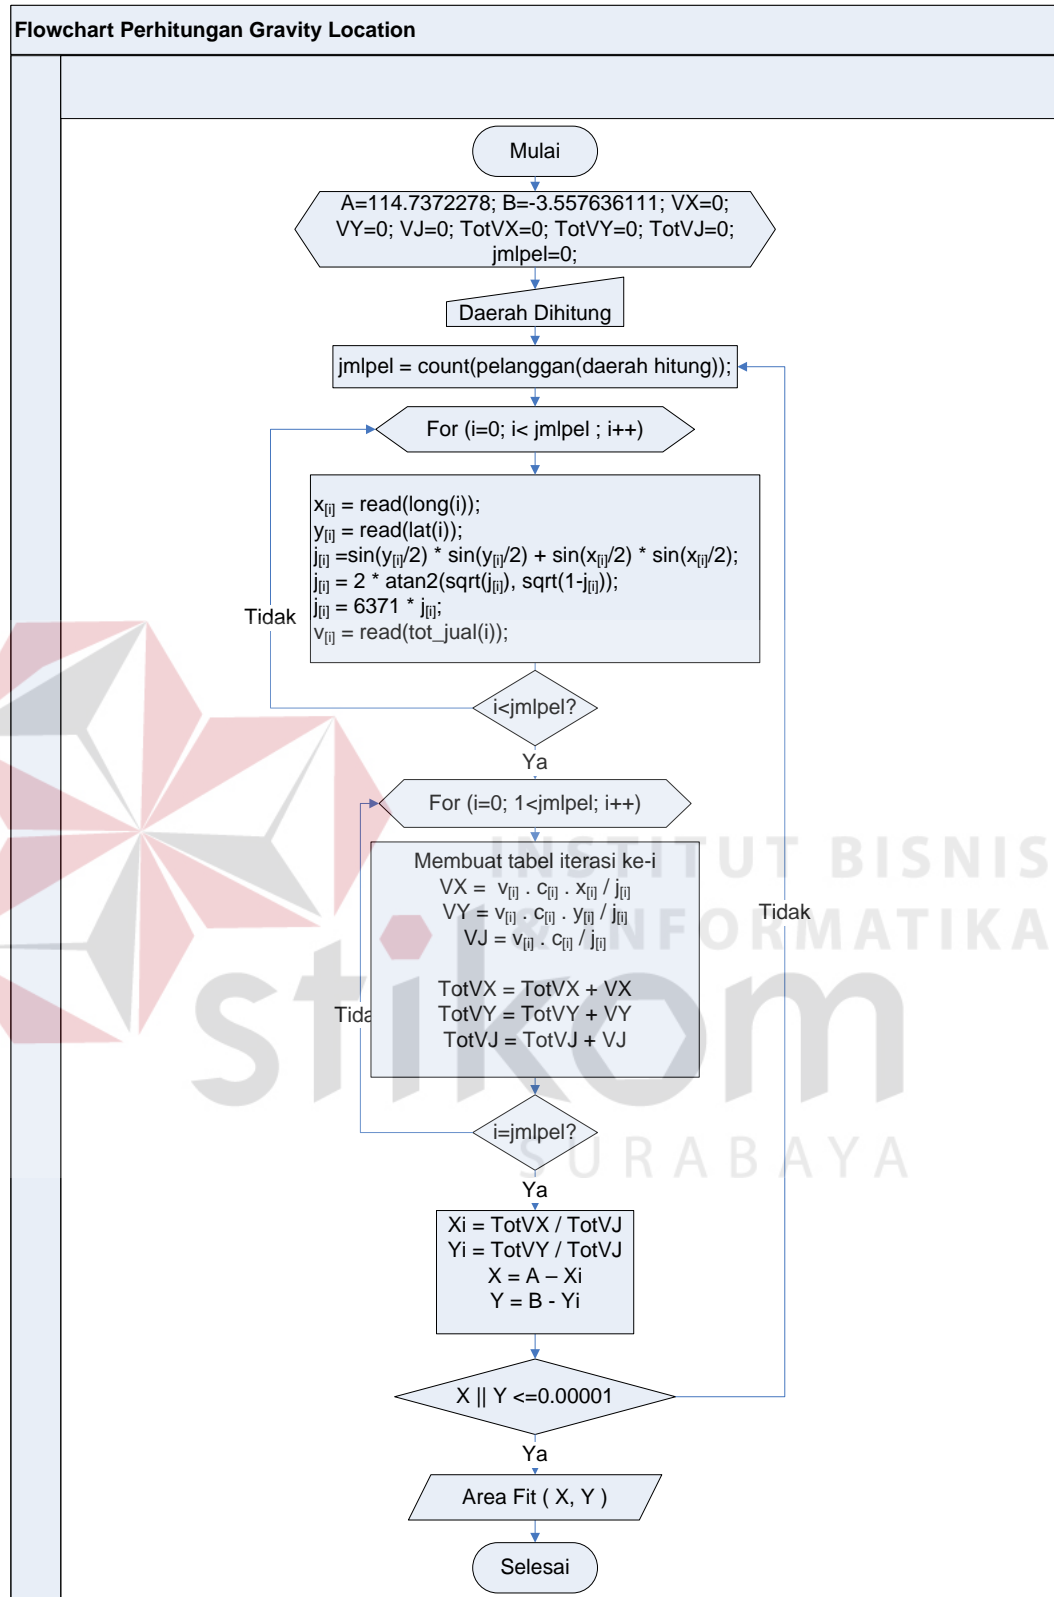 Flowchart Perhitungan Gravity Location
Mulai
A=114.7372278; B=-3.557636111; VX=0;
VY=0; VJ=0; TotVX=0; TotVY=0; TotVJ=0;
jmlpel=0;
Daerah Dihitung
jmlpel = count(pelanggan(daerah hitung));
For (i=0; i< jmlpel ; i++)
x[i] = read(long(i));
y[i] = read(lat(i));
j[i] =sin(y[i]/2) * sin(y[i]/2) + sin(x[i]/2) * sin(x[i]/2);
j[i] = 2 * atan2(sqrt(j[i]), sqrt(1-j[i]));
j[i] = 6371 * j[i];
v[i] = read(tot_jual(i));
Tidak
i<jmlpel?
Ya
For (i=0; 1<jmlpel; i++)
Membuat tabel iterasi ke-i
VX = v[i] . c[i] . x[i] / j[i]
VY = v[i] . c[i] . y[i] / j[i]
VJ = v[i] . c[i] / j[i]
TotVX = TotVX + VX
TotVY = TotVY + VY
TotVJ = TotVJ + VJ
Tida
Tidak
i=jmlpel?
Ya
Xi = TotVX / TotVJ
Yi = TotVY / TotVJ
X = A – Xi
Y = B - Yi
X || Y <=0.00001
Ya
Area Fit ( X, Y )
Selesai
INSTITUT BISNIS
& INFORMATIKA
stikom
SURABAYA